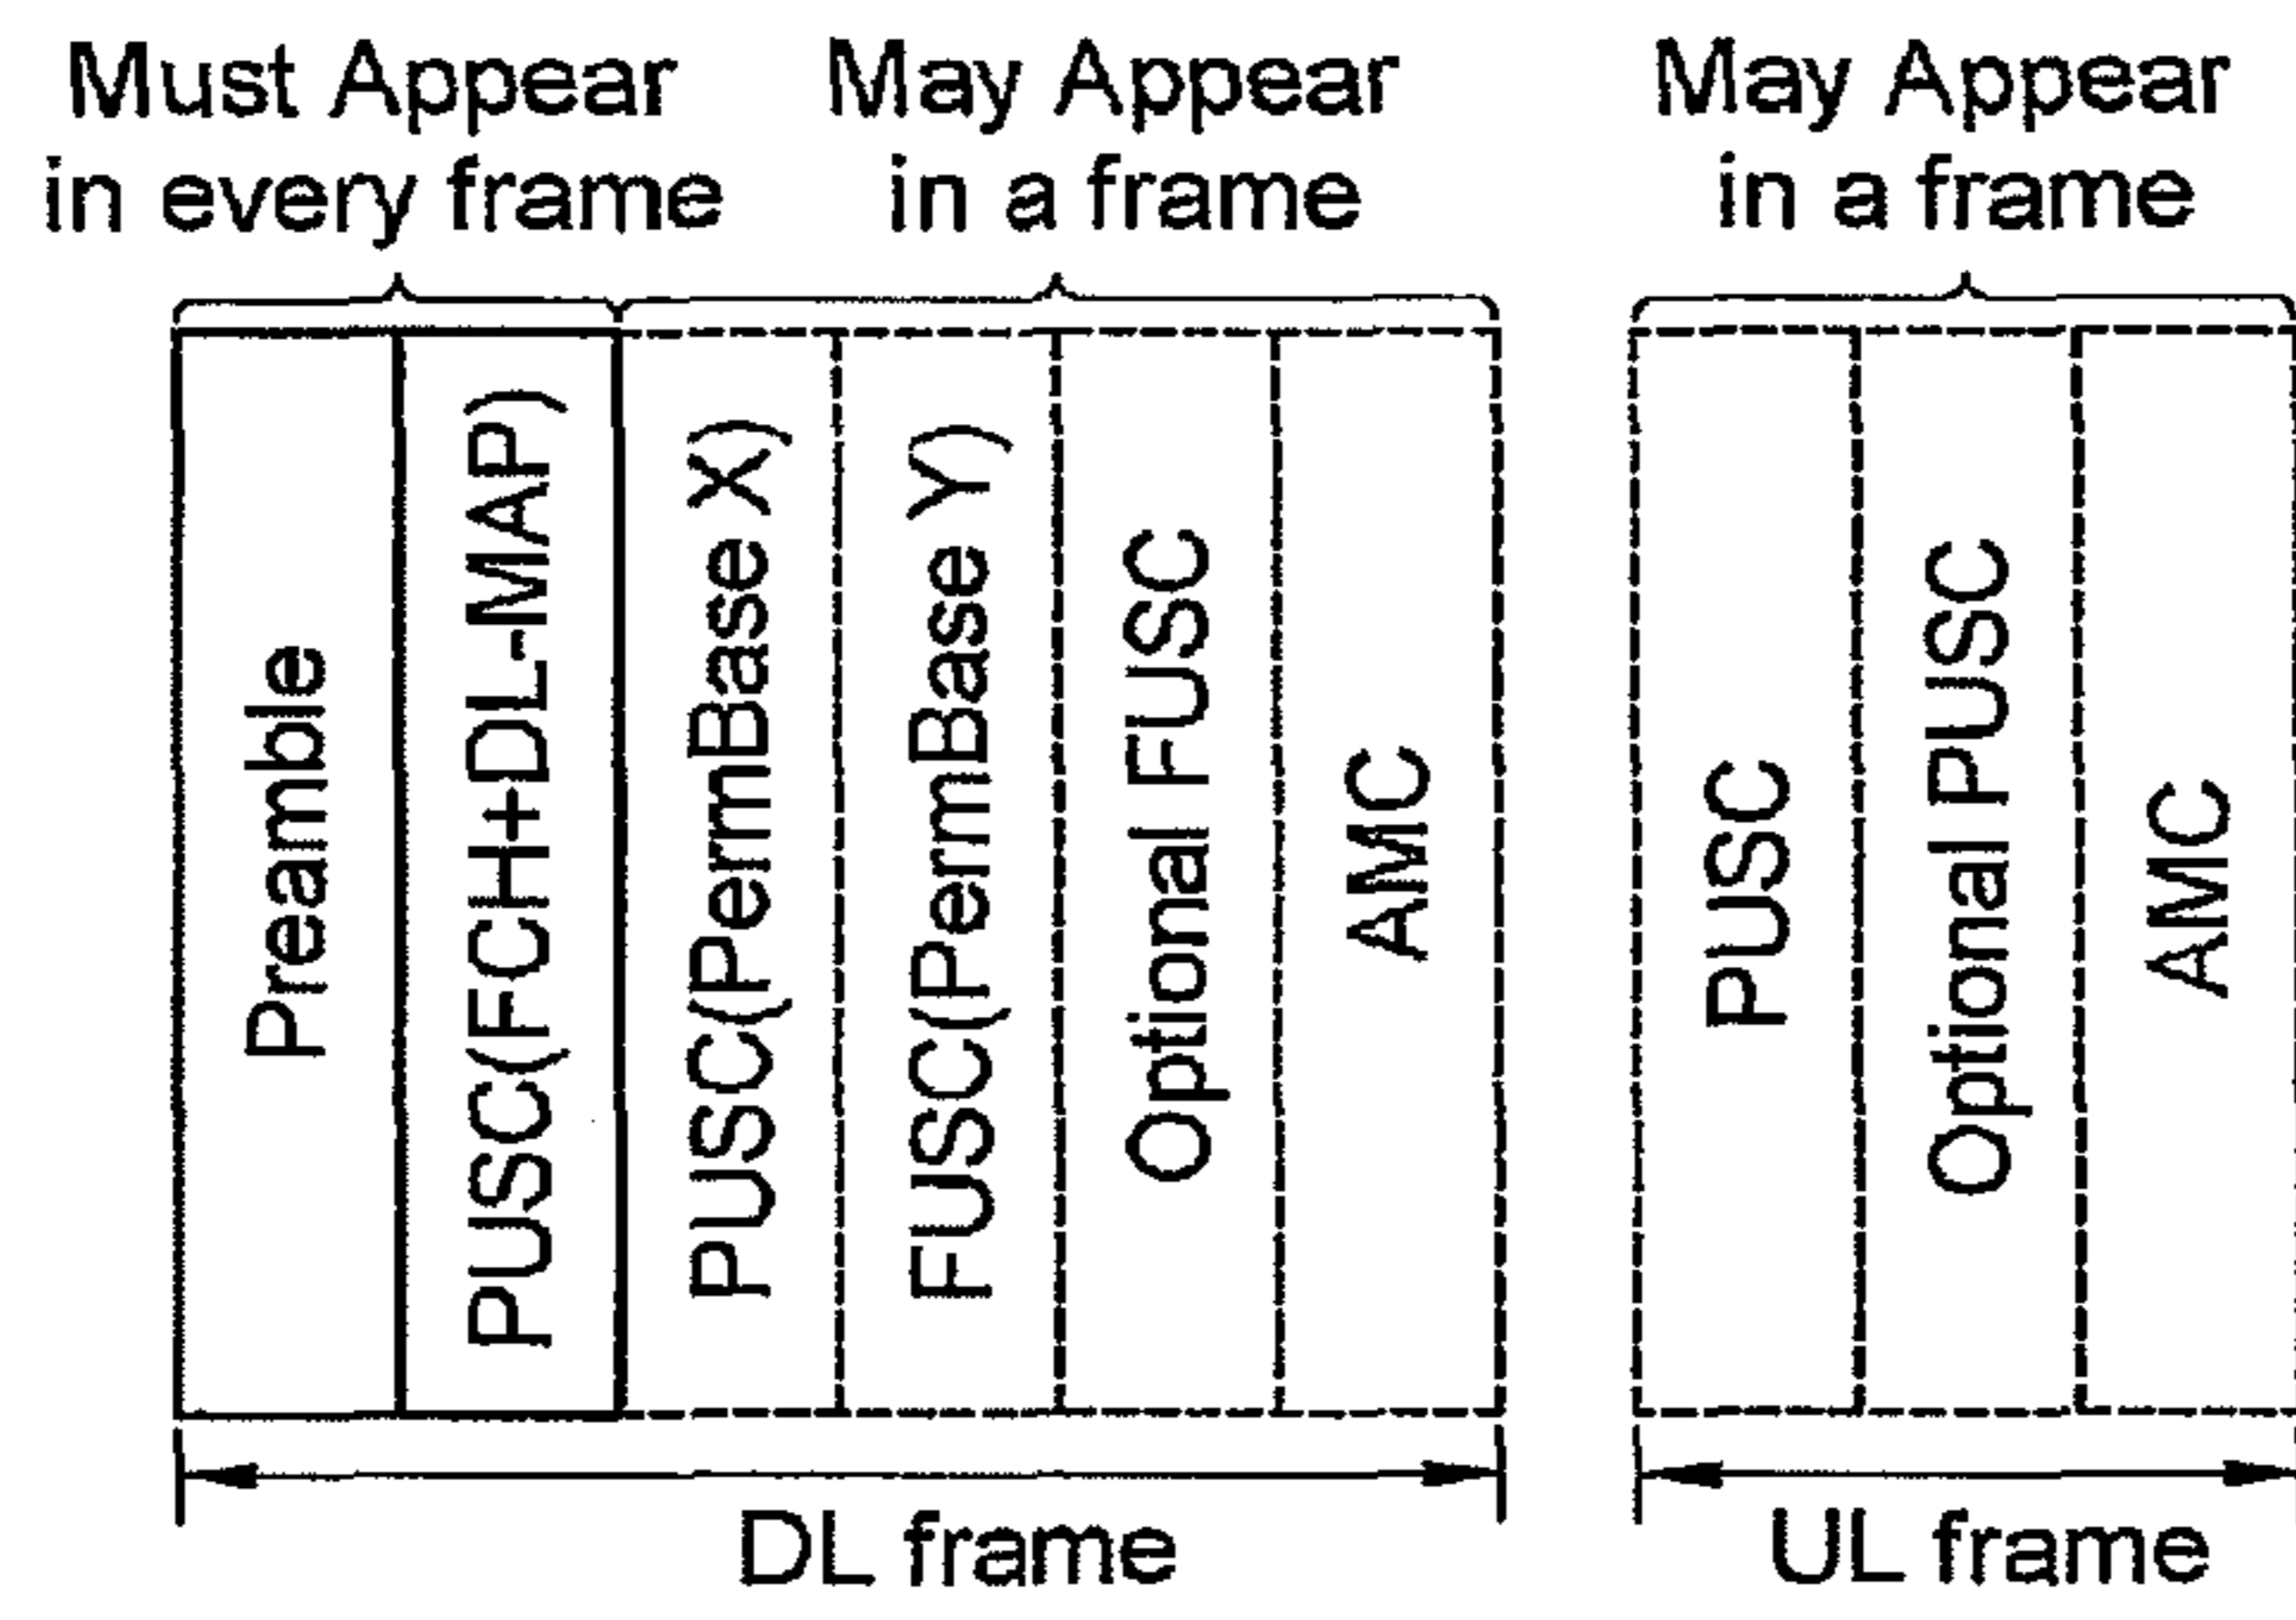 Must Appear
in every frame
May Appear
in a frame
May Appear
in a frame
Preamble
PUSC(FCH+DL-MAP)
PUSC(PermBase X)
FUSC(PermBase Y)
Optional FUSC
AMC
PUSC
Optional PUSC
AMC
DL frame
UL frame